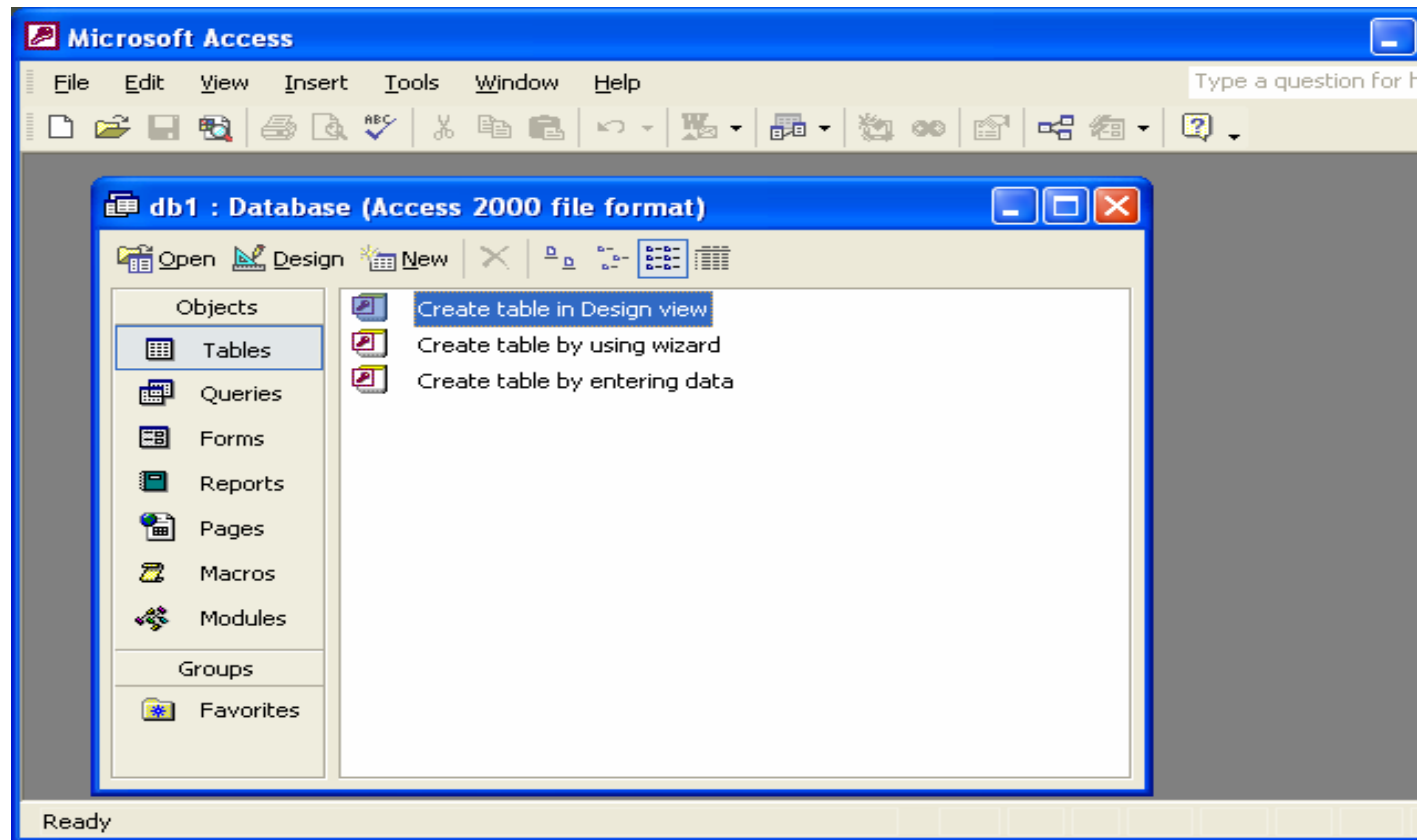 Microsoft Access
File Edit View Insert Tools Window Help
Type a question for h
ABC
db1 : Database (Access 2000 file format)
Open Design New
Objects
Tables
Queries
Forms
Reports
Pages
Macros
Modules
Groups
Favorites
Create table in Design view
Create table by using wizard
Create table by entering data
Ready